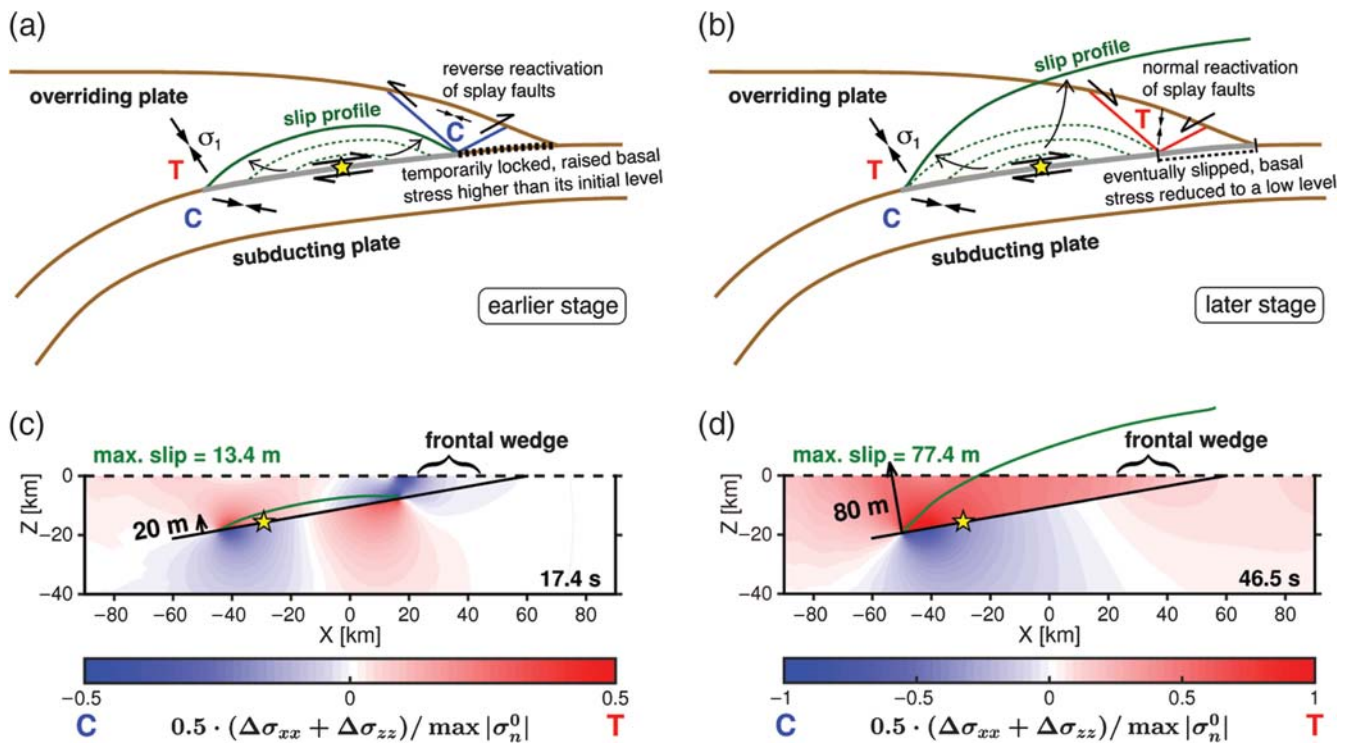 (a)
overriding plate
σ₁
T
C
slip profile
reverse reactivation
of splay faults
C
temporarily locked, raised basal
stress higher than its initial level
subducting plate
earlier stage
(b)
overriding plate
σ₁
T
C
slip profile
normal reactivation
of splay faults
T
eventually slipped, basal
stress reduced to a low level
subducting plate
later stage
(c)
max. slip = 13.4 m
frontal wedge
20 m
17.4 s
Z [km]
0
−20
−40
−80 −60 −40 −20 0 20 40 60 80
X [km]
−0.5 0 0.5
C 0.5 · (Δσxx + Δσzz)/ max |σn⁰| T
(d)
max. slip = 77.4 m
frontal wedge
80 m
46.5 s
Z [km]
0
−20
−40
−80 −60 −40 −20 0 20 40 60 80
X [km]
−1 −0.5 0 0.5 1
C 0.5 · (Δσxx + Δσzz)/ max |σn⁰| T